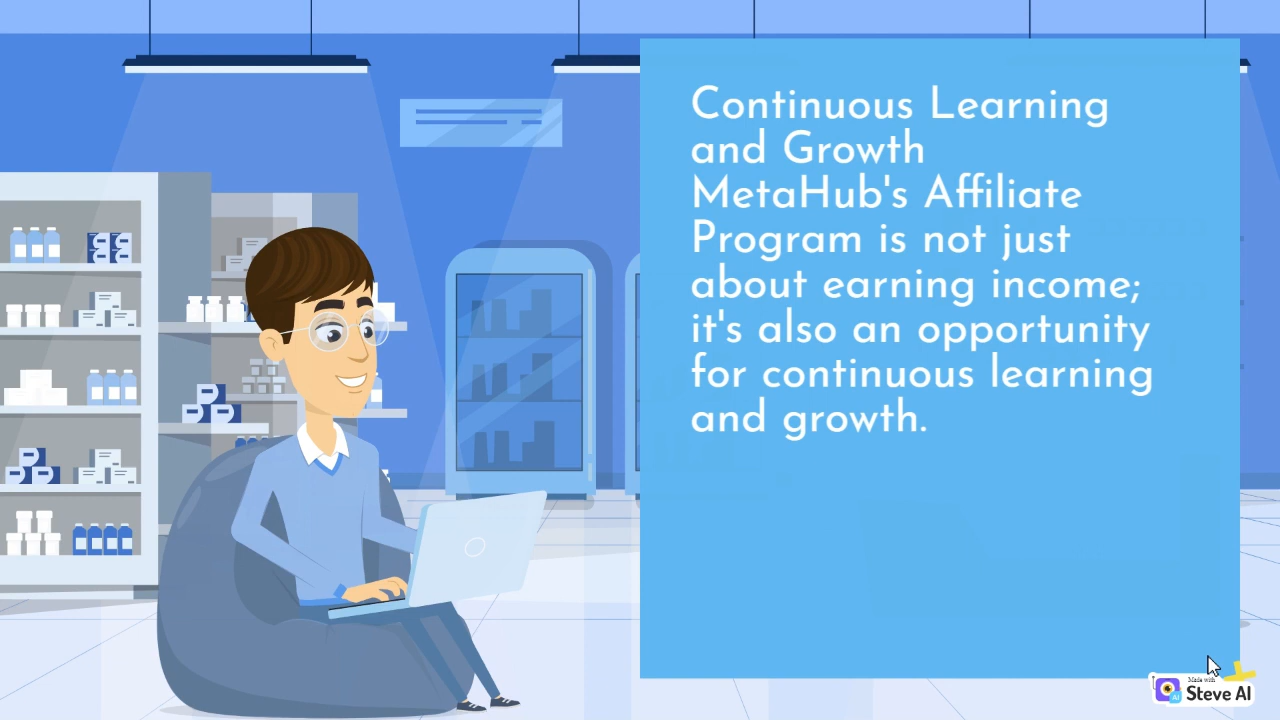 Continuous Learning
and Growth
MetaHub's Affiliate
Program is not just
about earning income;
it's also an opportunity
for continuous learning
and growth.
Made with
Steve AI